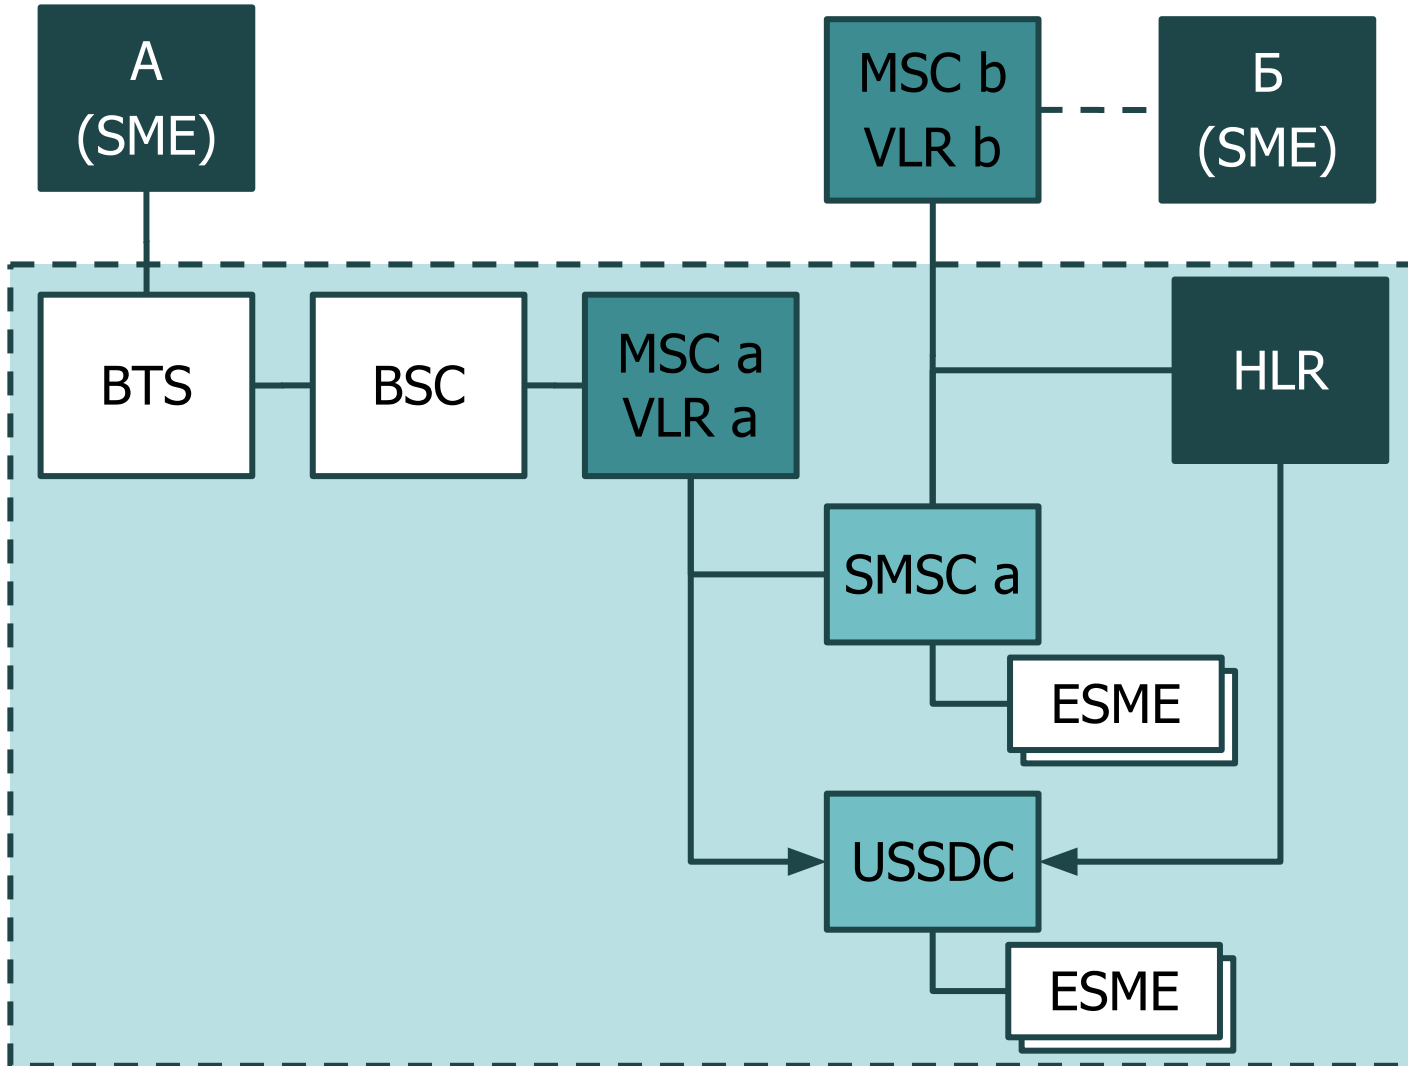 А
(SME)
MSC b
VLR b
Б
(SME)
BTS
BSC
MSC a
VLR a
HLR
SMSC a
ESME
USSDC
ESME